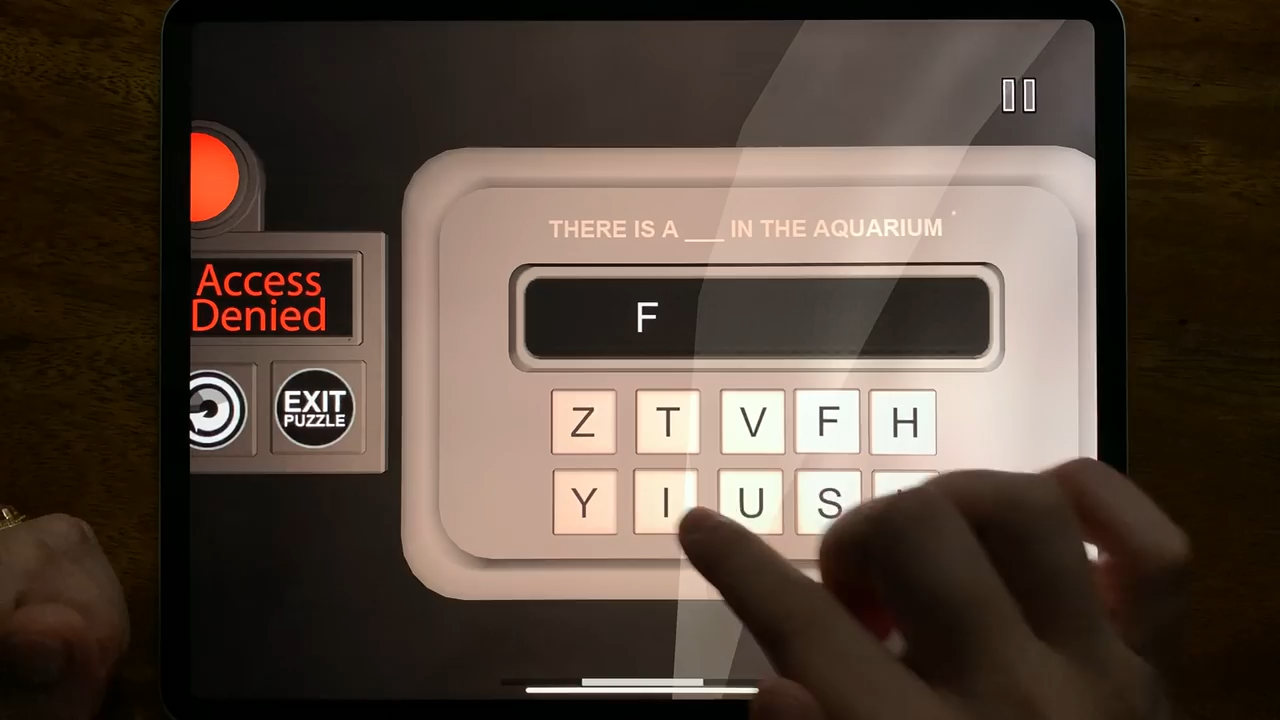 THERE IS A ___ IN THE AQUARIUM
Access
Denied
F
EXIT
PUZZLE
Z T V F H
Y I U S